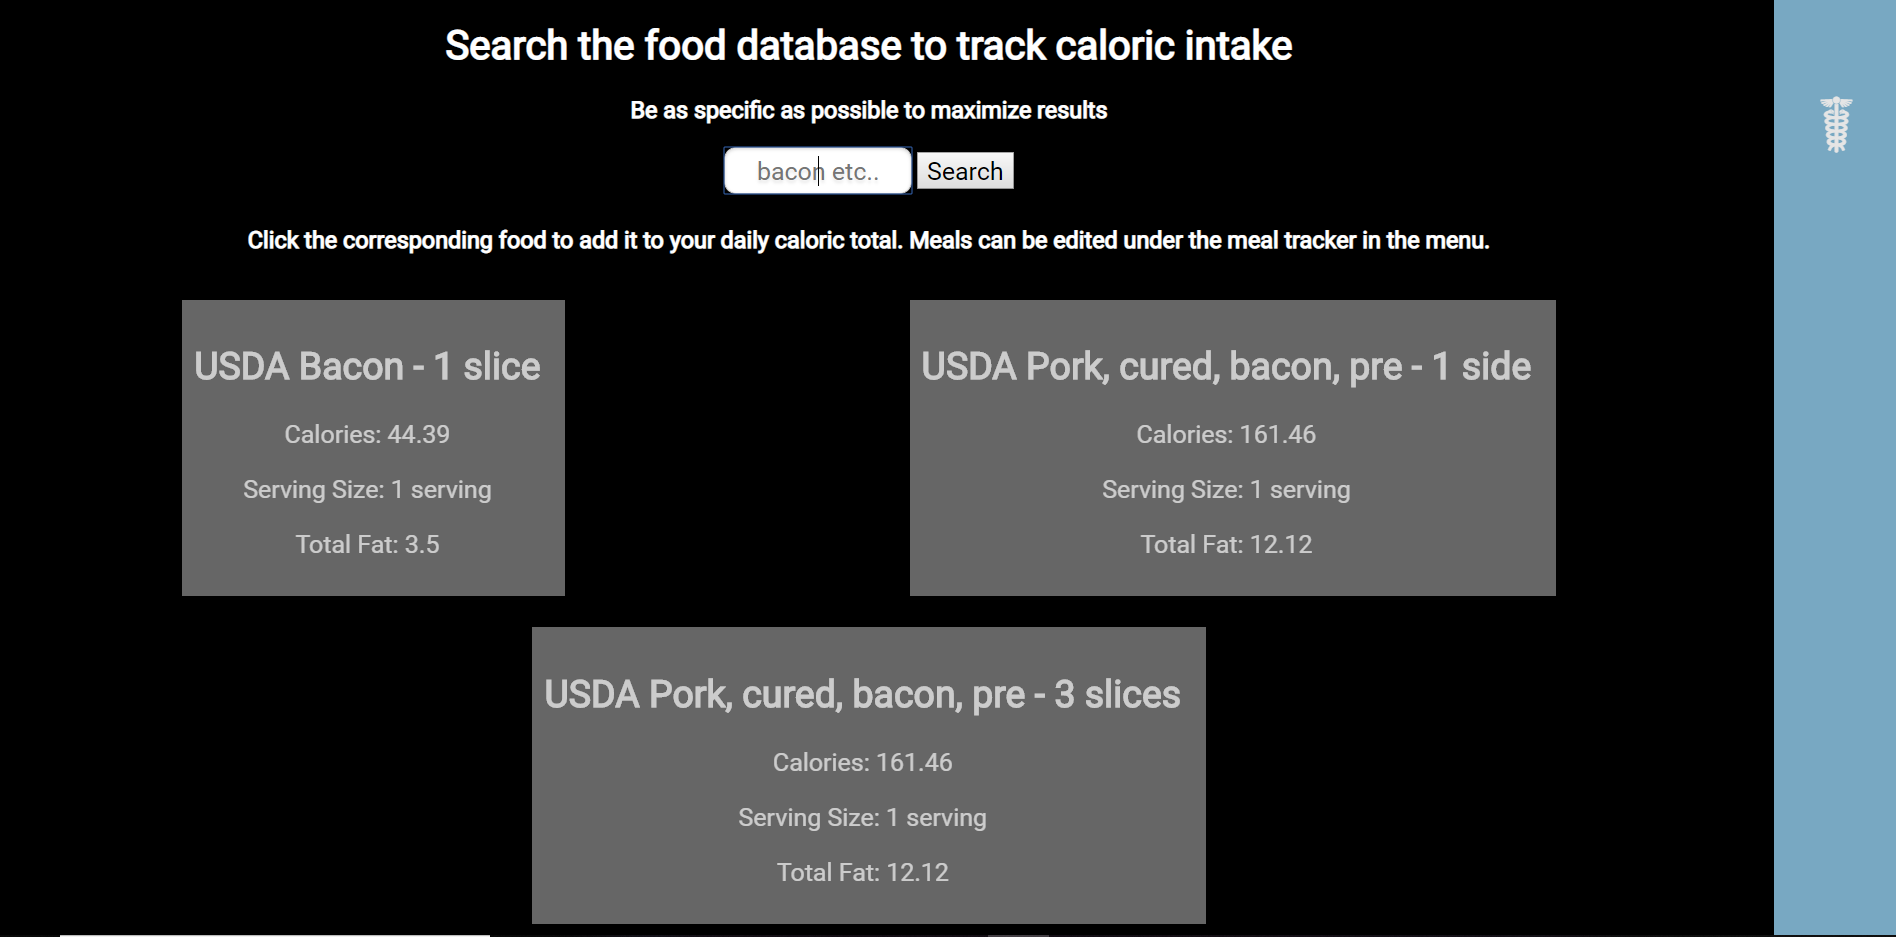 Search the food database to track caloric intake
Be as specific as possible to maximize results
bacon etc..
Search
Click the corresponding food to add it to your daily caloric total. Meals can be edited under the meal tracker in the menu.
USDA Bacon - 1 slice
Calories: 44.39
Serving Size: 1 serving
Total Fat: 3.5
USDA Pork, cured, bacon, pre - 1 side
Calories: 161.46
Serving Size: 1 serving
Total Fat: 12.12
USDA Pork, cured, bacon, pre - 3 slices
Calories: 161.46
Serving Size: 1 serving
Total Fat: 12.12